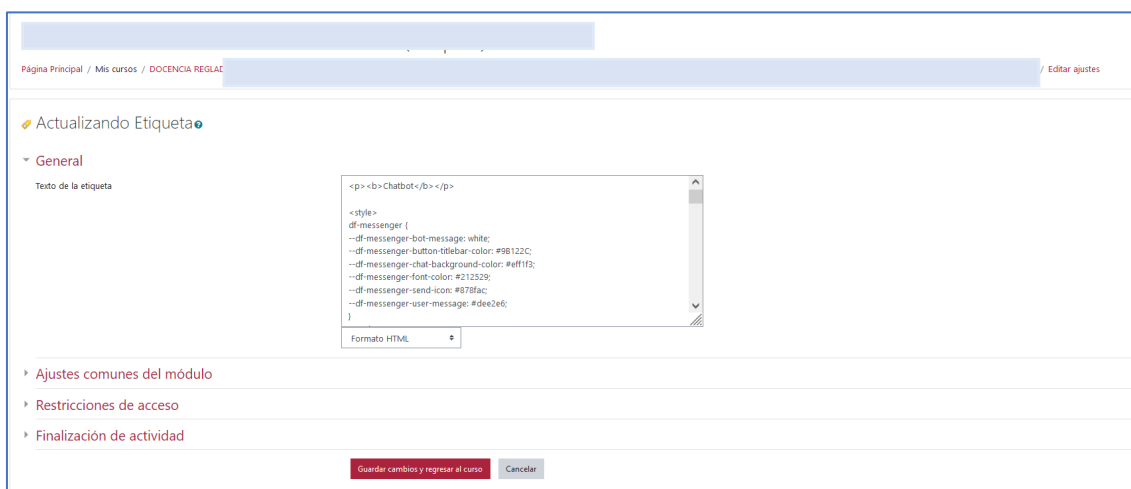 Página Principal / Mis cursos / DOCENCIA REGLAD / Editar ajustes
Actualizando Etiqueta
General
Texto de la etiqueta
<p><b>Chatbot</b></p>
<style>
df-messenger {
--df-messenger-bot-message: white;
--df-messenger-button-titlebar-color: #9B122C;
--df-messenger-chat-background-color: #eff1f3;
--df-messenger-font-color: #212529;
--df-messenger-send-icon: #878fac;
--df-messenger-user-message: #dee2e6;
}
Formato HTML
Ajustes comunes del módulo
Restricciones de acceso
Finalización de actividad
Guardar cambios y regresar al curso Cancelar